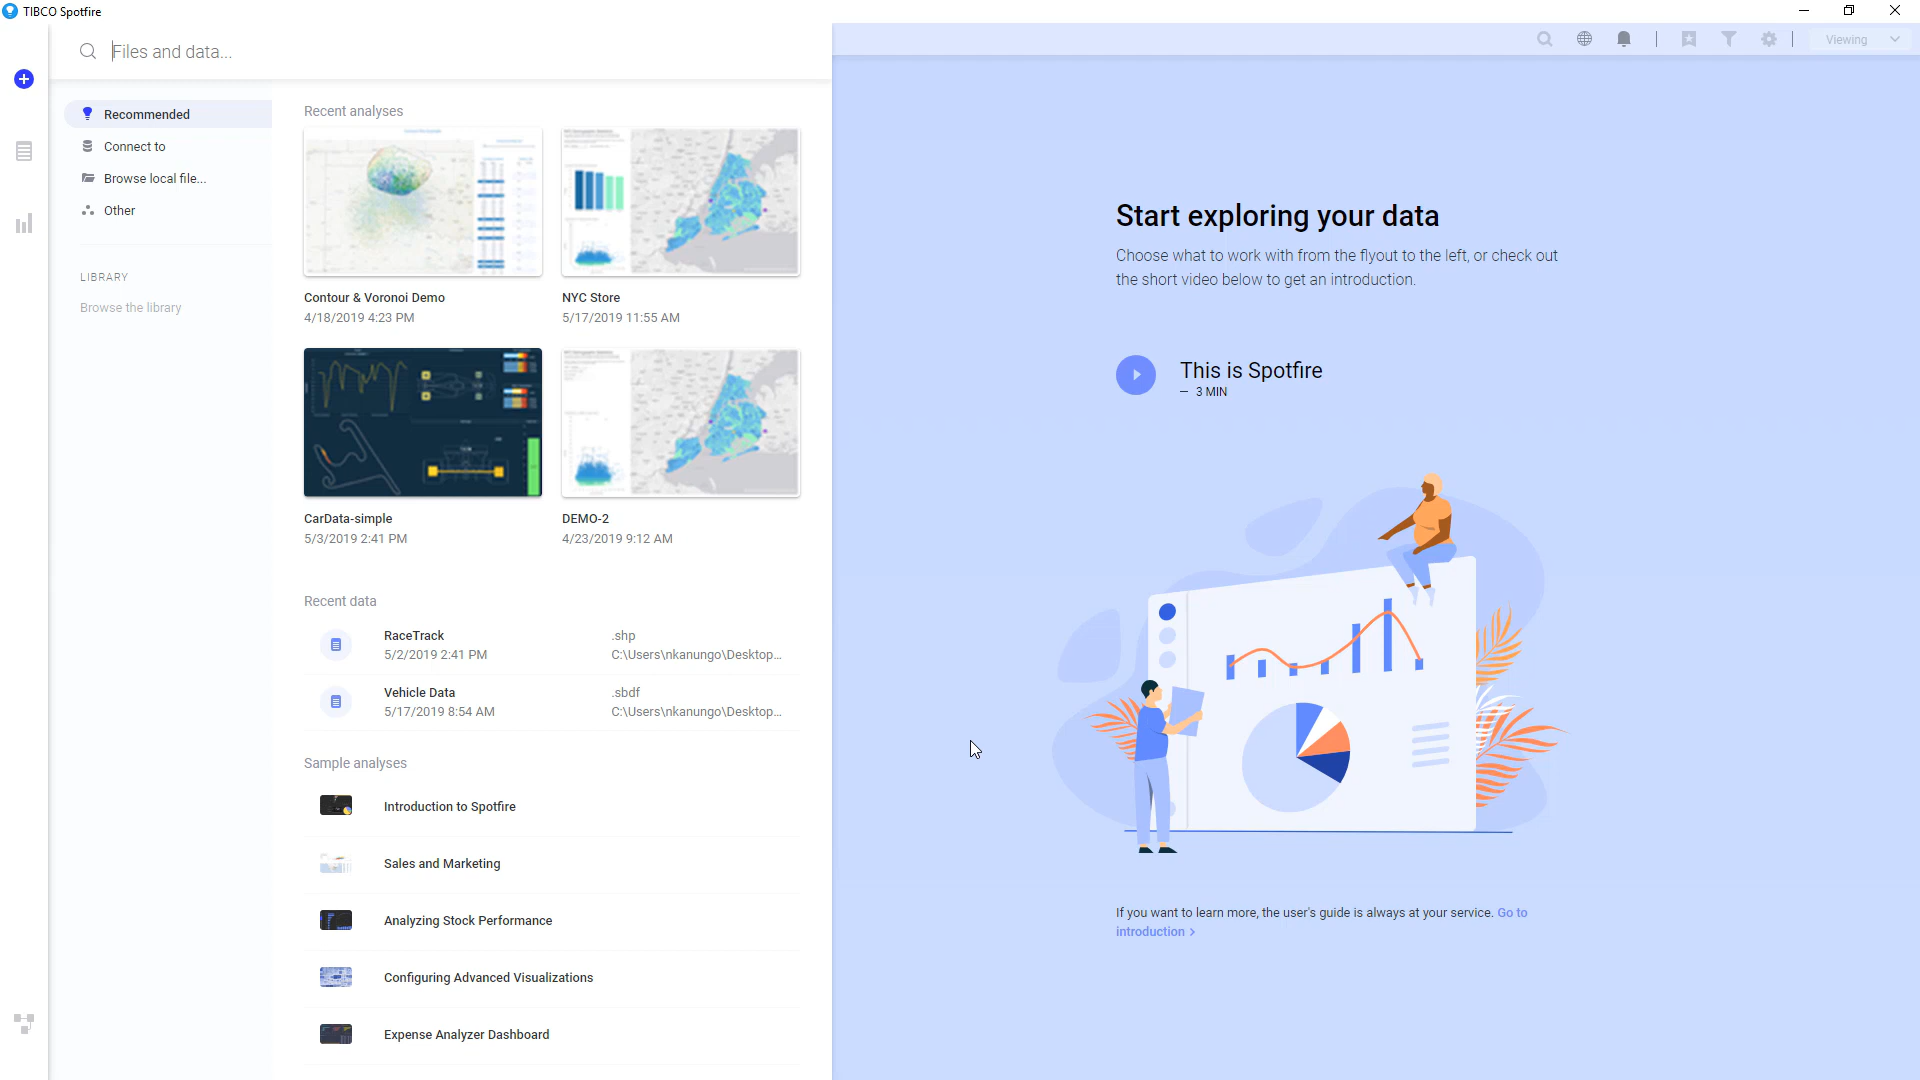 TIBCO Spotfire
Files and data...
Viewing
Recommended
Connect to
Browse local file...
Other
LIBRARY
Browse the library
Recent analyses
Contour & Voronoi Demo
4/18/2019 4:23 PM
NYC Store
5/17/2019 11:55 AM
CarData-simple
5/3/2019 2:41 PM
DEMO-2
4/23/2019 9:12 AM
Recent data
RaceTrack
.shp
5/2/2019 2:41 PM
C:\Users\nkanungo\Desktop...
Vehicle Data
.sbdf
5/17/2019 8:54 AM
C:\Users\nkanungo\Desktop...
Sample analyses
Introduction to Spotfire
Sales and Marketing
Analyzing Stock Performance
Configuring Advanced Visualizations
Expense Analyzer Dashboard
Start exploring your data
Choose what to work with from the flyout to the left, or check out
the short video below to get an introduction.
This is Spotfire
— 3 MIN
If you want to learn more, the user's guide is always at your service. Go to
introduction >